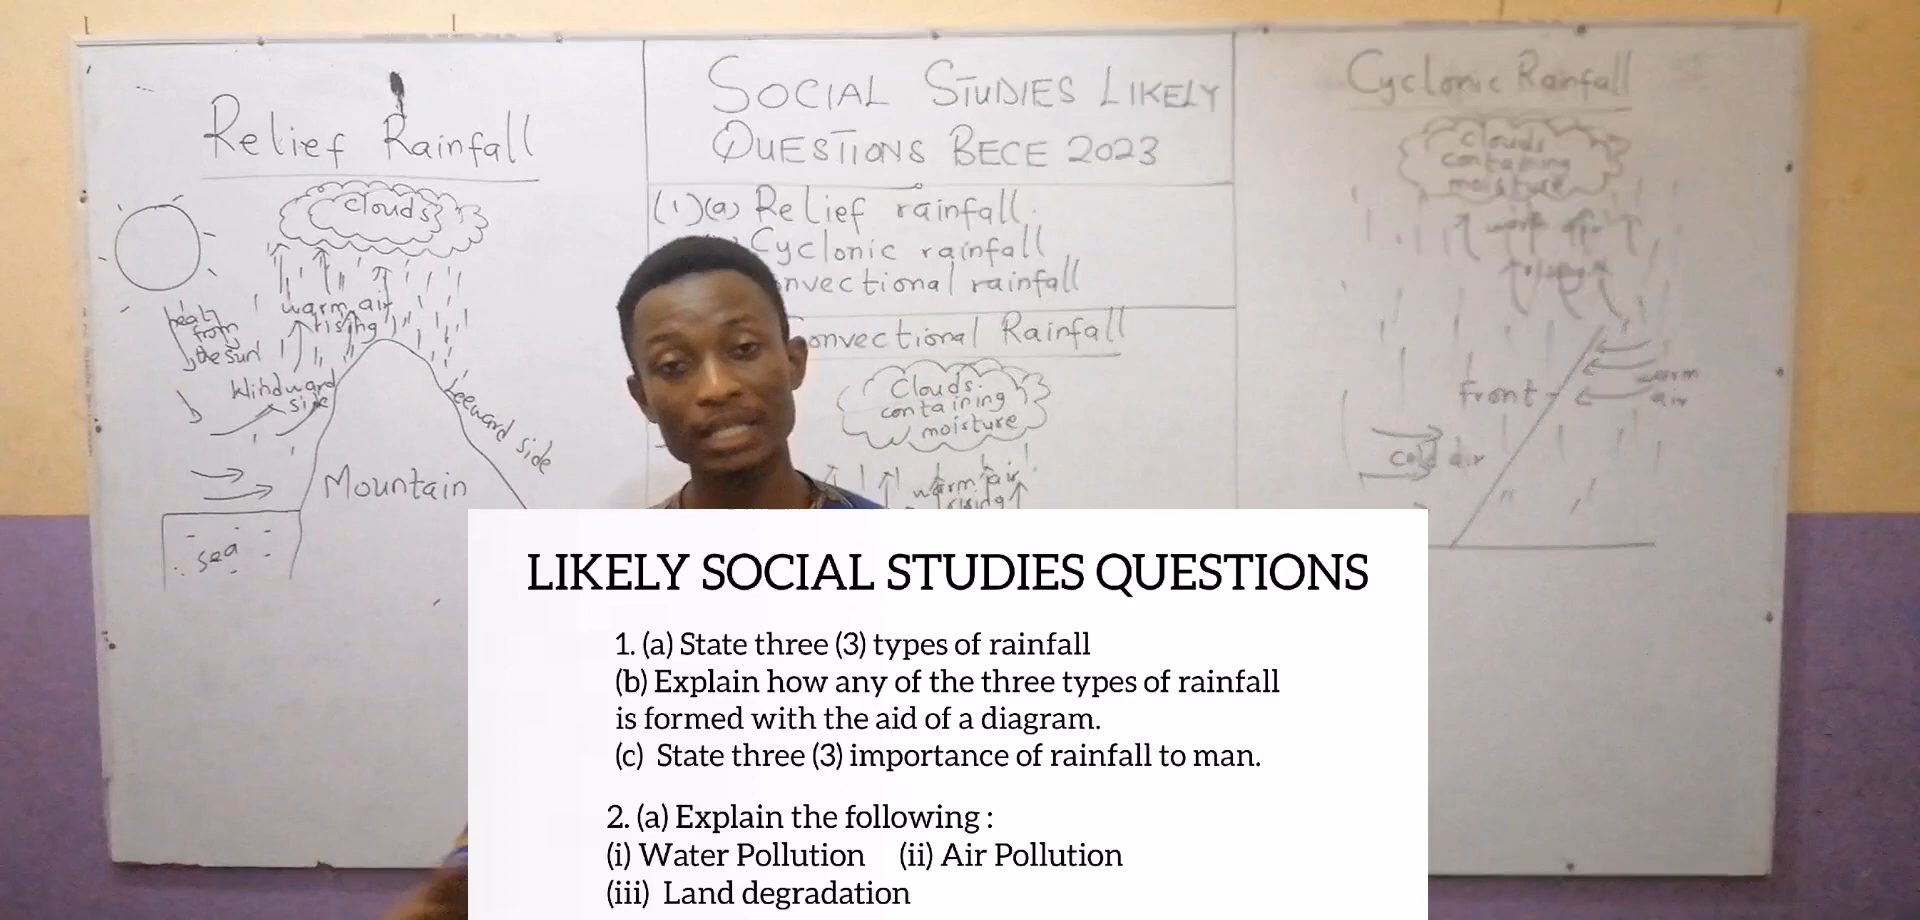 Relief Rainfall
clouds
heat
from
the sun
warm air
rising
Windward
side
Leeward side
Mountain
sea
SOCIAL STUDIES LIKELY
QUESTIONS BECE 2023
(1)(a) Relief rainfall
Cyclonic rainfall
nvectional rainfall
onvectional Rainfall
Clouds
containing
moisture
warm air
rising
Cyclonic Rainfall
clouds
containing
moisture
warm air
rising
Front
warm
air
cold air
LIKELY SOCIAL STUDIES QUESTIONS
1. (a) State three (3) types of rainfall
(b) Explain how any of the three types of rainfall
is formed with the aid of a diagram.
(c) State three (3) importance of rainfall to man.
2. (a) Explain the following :
(i) Water Pollution (ii) Air Pollution
(iii) Land degradation